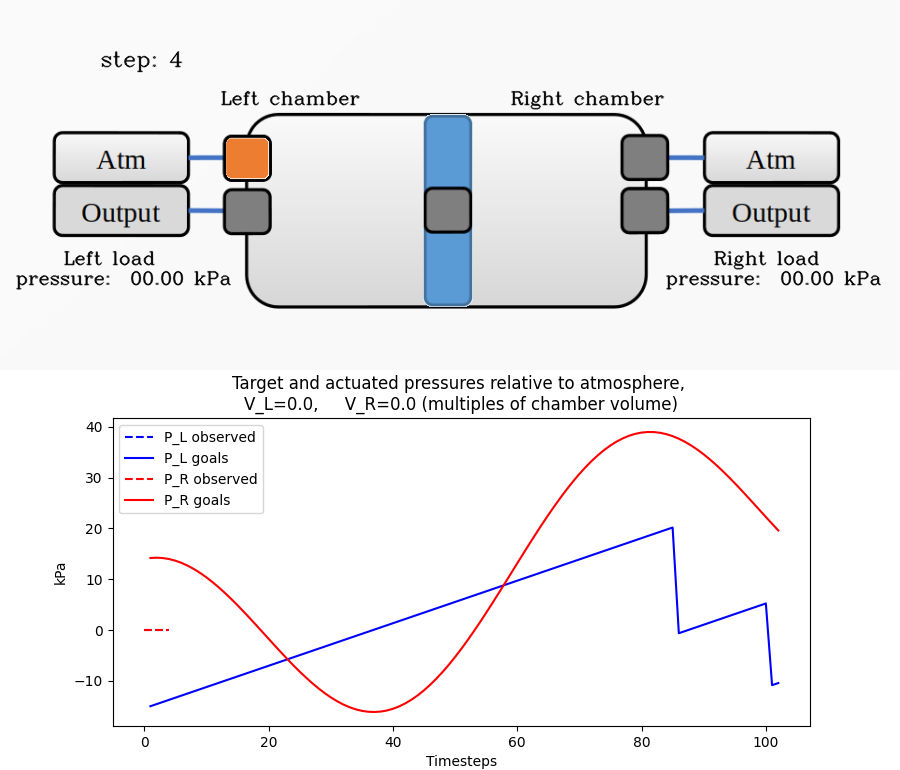 step: 4
Left chamber
Right chamber
Atm
Atm
Output
Output
Left load
pressure: 00.00 kPa
Right load
pressure: 00.00 kPa
Target and actuated pressures relative to atmosphere,
V_L=0.0, V_R=0.0 (multiples of chamber volume)
P_L observed
P_L goals
P_R observed
P_R goals
kPa
40
30
20
10
0
−10
0 20 40 60 80 100
Timesteps